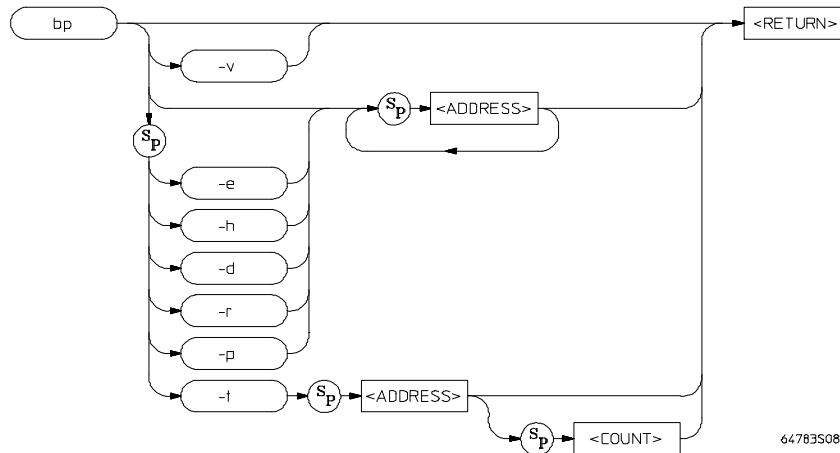 bp
<RETURN>
-v
Sp <ADDRESS>
Sp
-e
-h
-d
-r
-p
-t Sp <ADDRESS>
Sp <COUNT>
64783S08